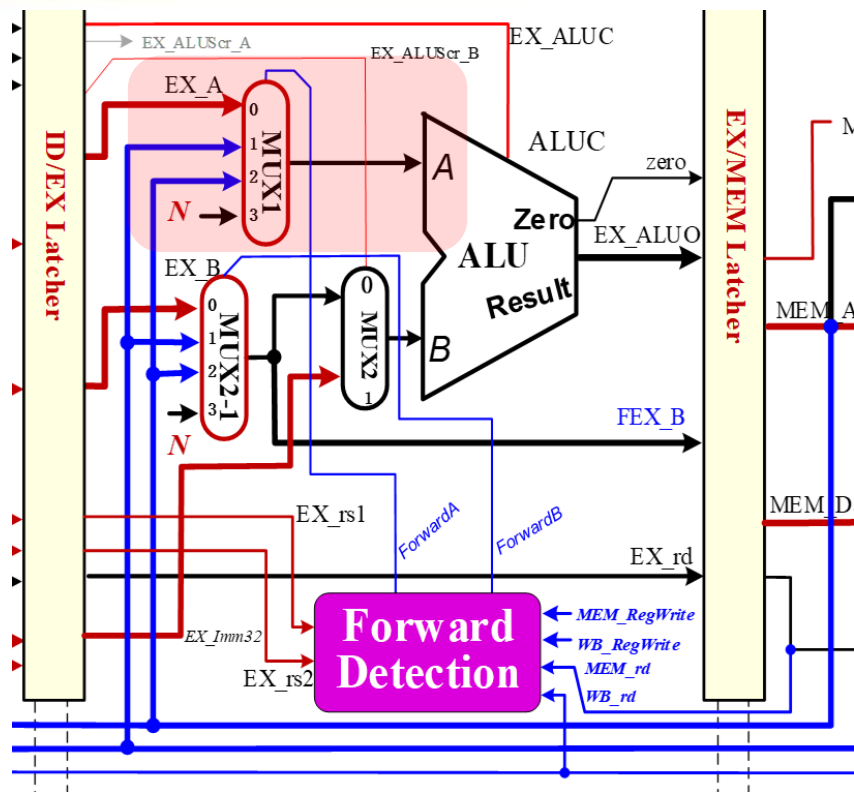 EX_ALUScr_A
EX_ALUScr_B
EX_ALUC
EX_A
0
1
2
3
MUX1
N
A
ALUC
zero
Zero
EX_ALUO
ALU
Result
B
ID/EX Latcher
EX/MEM Latcher
M
EX_B
0
1
2
3
MUX2-1
N
0
MUX2
1
MEM_A
FEX_B
MEM_D
EX_rs1
ForwardA
ForwardB
EX_rd
EX_Imm32
EX_rs2
Forward
Detection
MEM_RegWrite
WB_RegWrite
MEM_rd
WB_rd